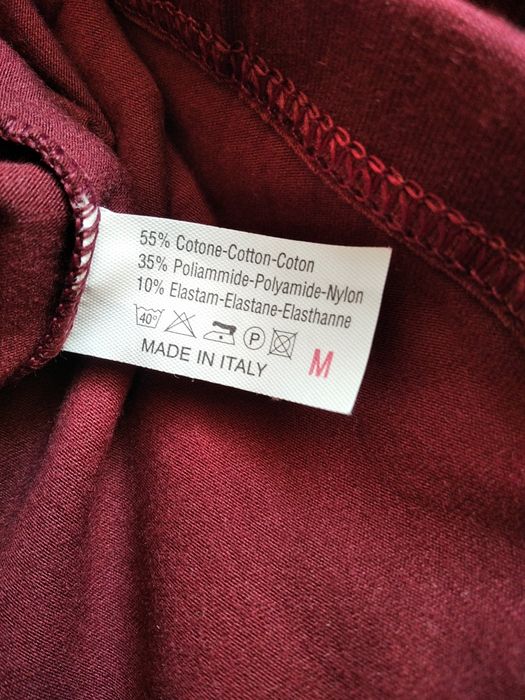 55% Cotone-Cotton-Coton
35% Poliammide-Polyamide-Nylon
10% Elastam-Elastane-Elasthanne
40° P
MADE IN ITALY M